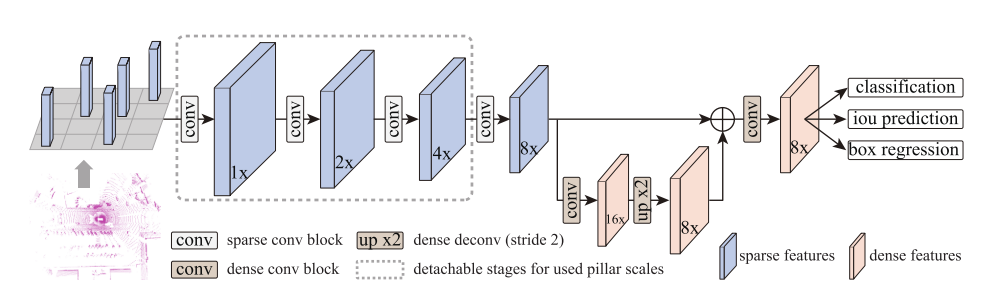 conv
1x
conv
2x
conv
4x
conv
8x
conv
16x
up x2
8x
conv
8x
classification
iou prediction
box regression
conv sparse conv block
up x2 dense deconv (stride 2)
conv dense conv block
detachable stages for used pillar scales
sparse features
dense features